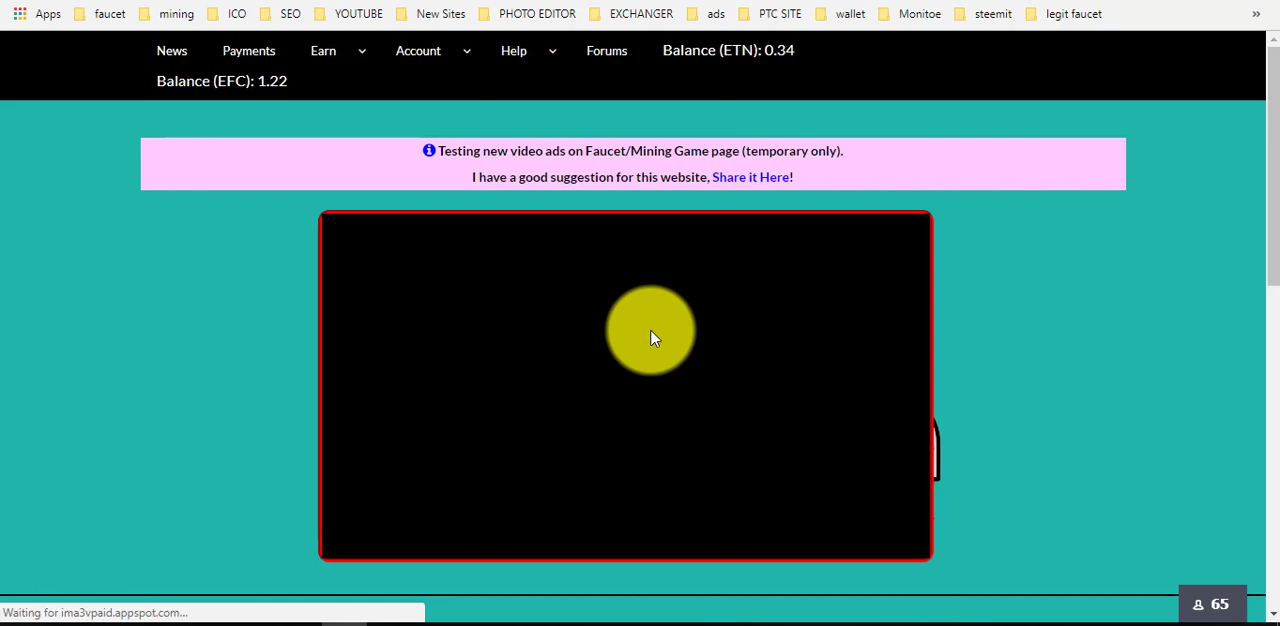 Apps faucet mining ICO SEO YOUTUBE New Sites PHOTO EDITOR EXCHANGER ads PTC SITE wallet Monitoe steemit legit faucet »
News Payments Earn Account Help Forums Balance (ETN): 0.34
Balance (EFC): 1.22
Testing new video ads on Faucet/Mining Game page (temporary only).
I have a good suggestion for this website, Share it Here!
Waiting for ima3vpaid.appspot.com...
65